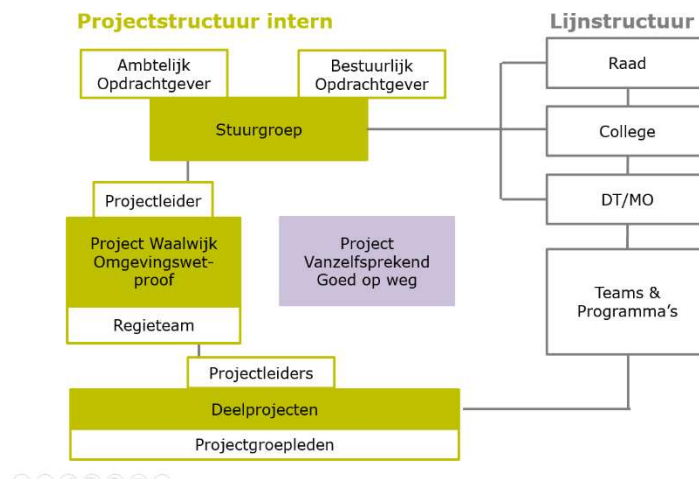 Projectstructuur intern
Lijnstructuur
Ambtelijk
Opdrachtgever
Bestuurlijk
Opdrachtgever
Stuurgroep
Raad
College
DT/MO
Projectleider
Project Waalwijk
Omgevingswet-
proof
Regieteam
Project
Vanzelfsprekend
Goed op weg
Teams &
Programma's
Projectleiders
Deelprojecten
Projectgroepleden